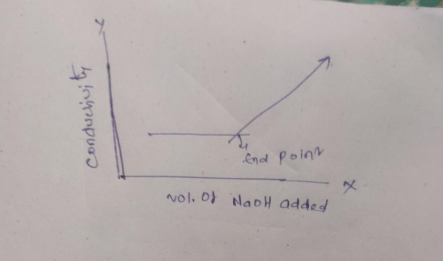 Conductivity
End point
vol. of NaOH added
X